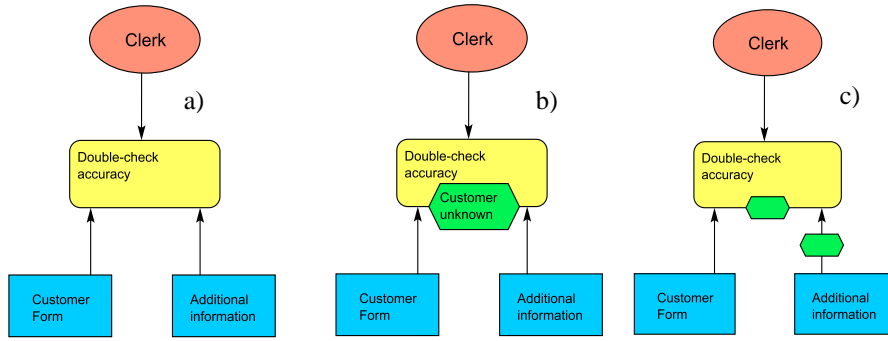 Clerk
a)
Double-check
accuracy
Customer
Form
Additional
information
Clerk
b)
Double-check
accuracy
Customer
unknown
Customer
Form
Additional
information
Clerk
c)
Double-check
accuracy
Customer
Form
Additional
information